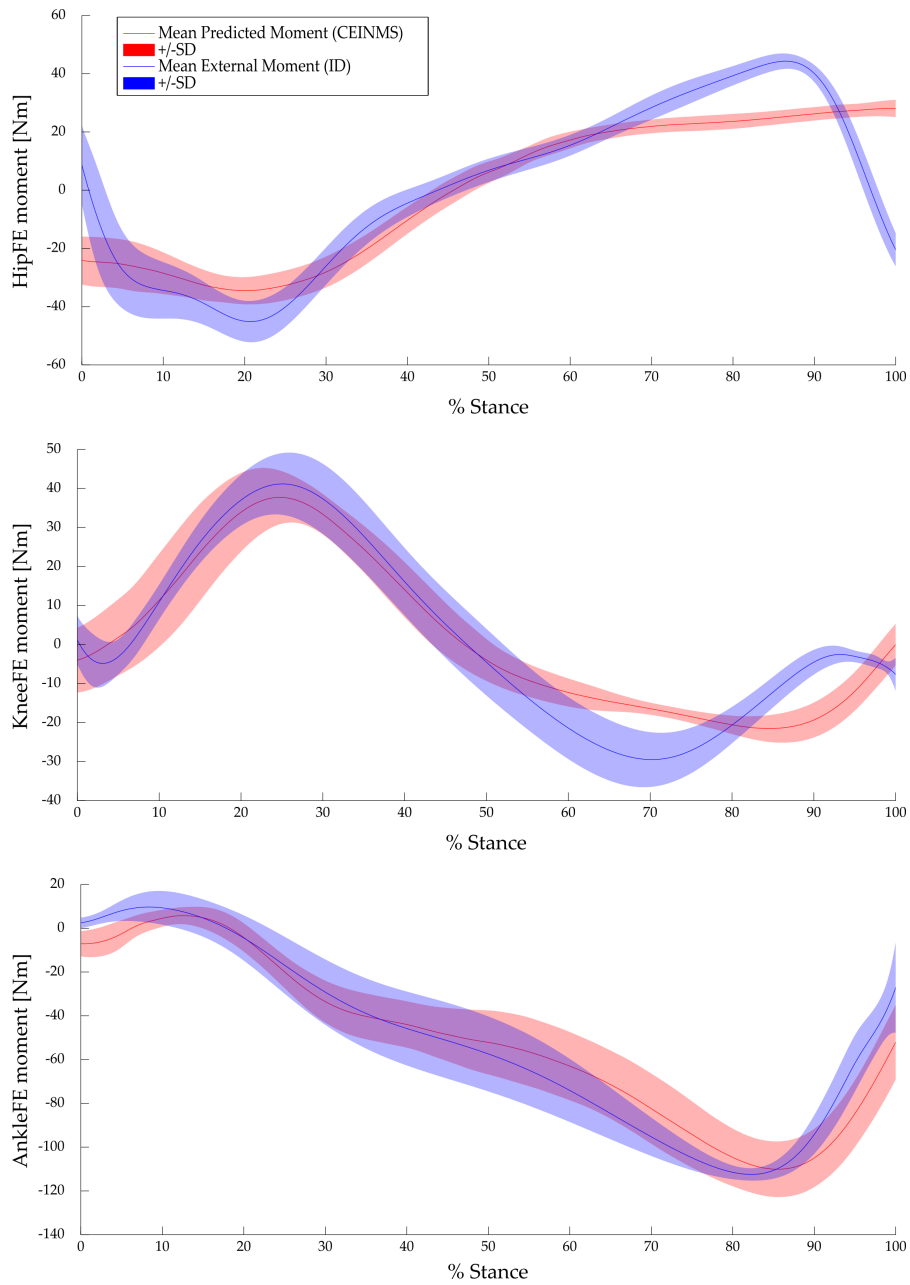 60
Mean Predicted Moment (CEINMS)
+/-SD
Mean External Moment (ID)
+/-SD
40
20
0
-20
-40
-60
HipFE moment [Nm]
0 10 20 30 40 50 60 70 80 90 100
% Stance
50
40
30
20
10
0
-10
-20
-30
-40
KneeFE moment [Nm]
0 10 20 30 40 50 60 70 80 90 100
% Stance
20
0
-20
-40
-60
-80
-100
-120
-140
AnkleFE moment [Nm]
0 10 20 30 40 50 60 70 80 90 100
% Stance